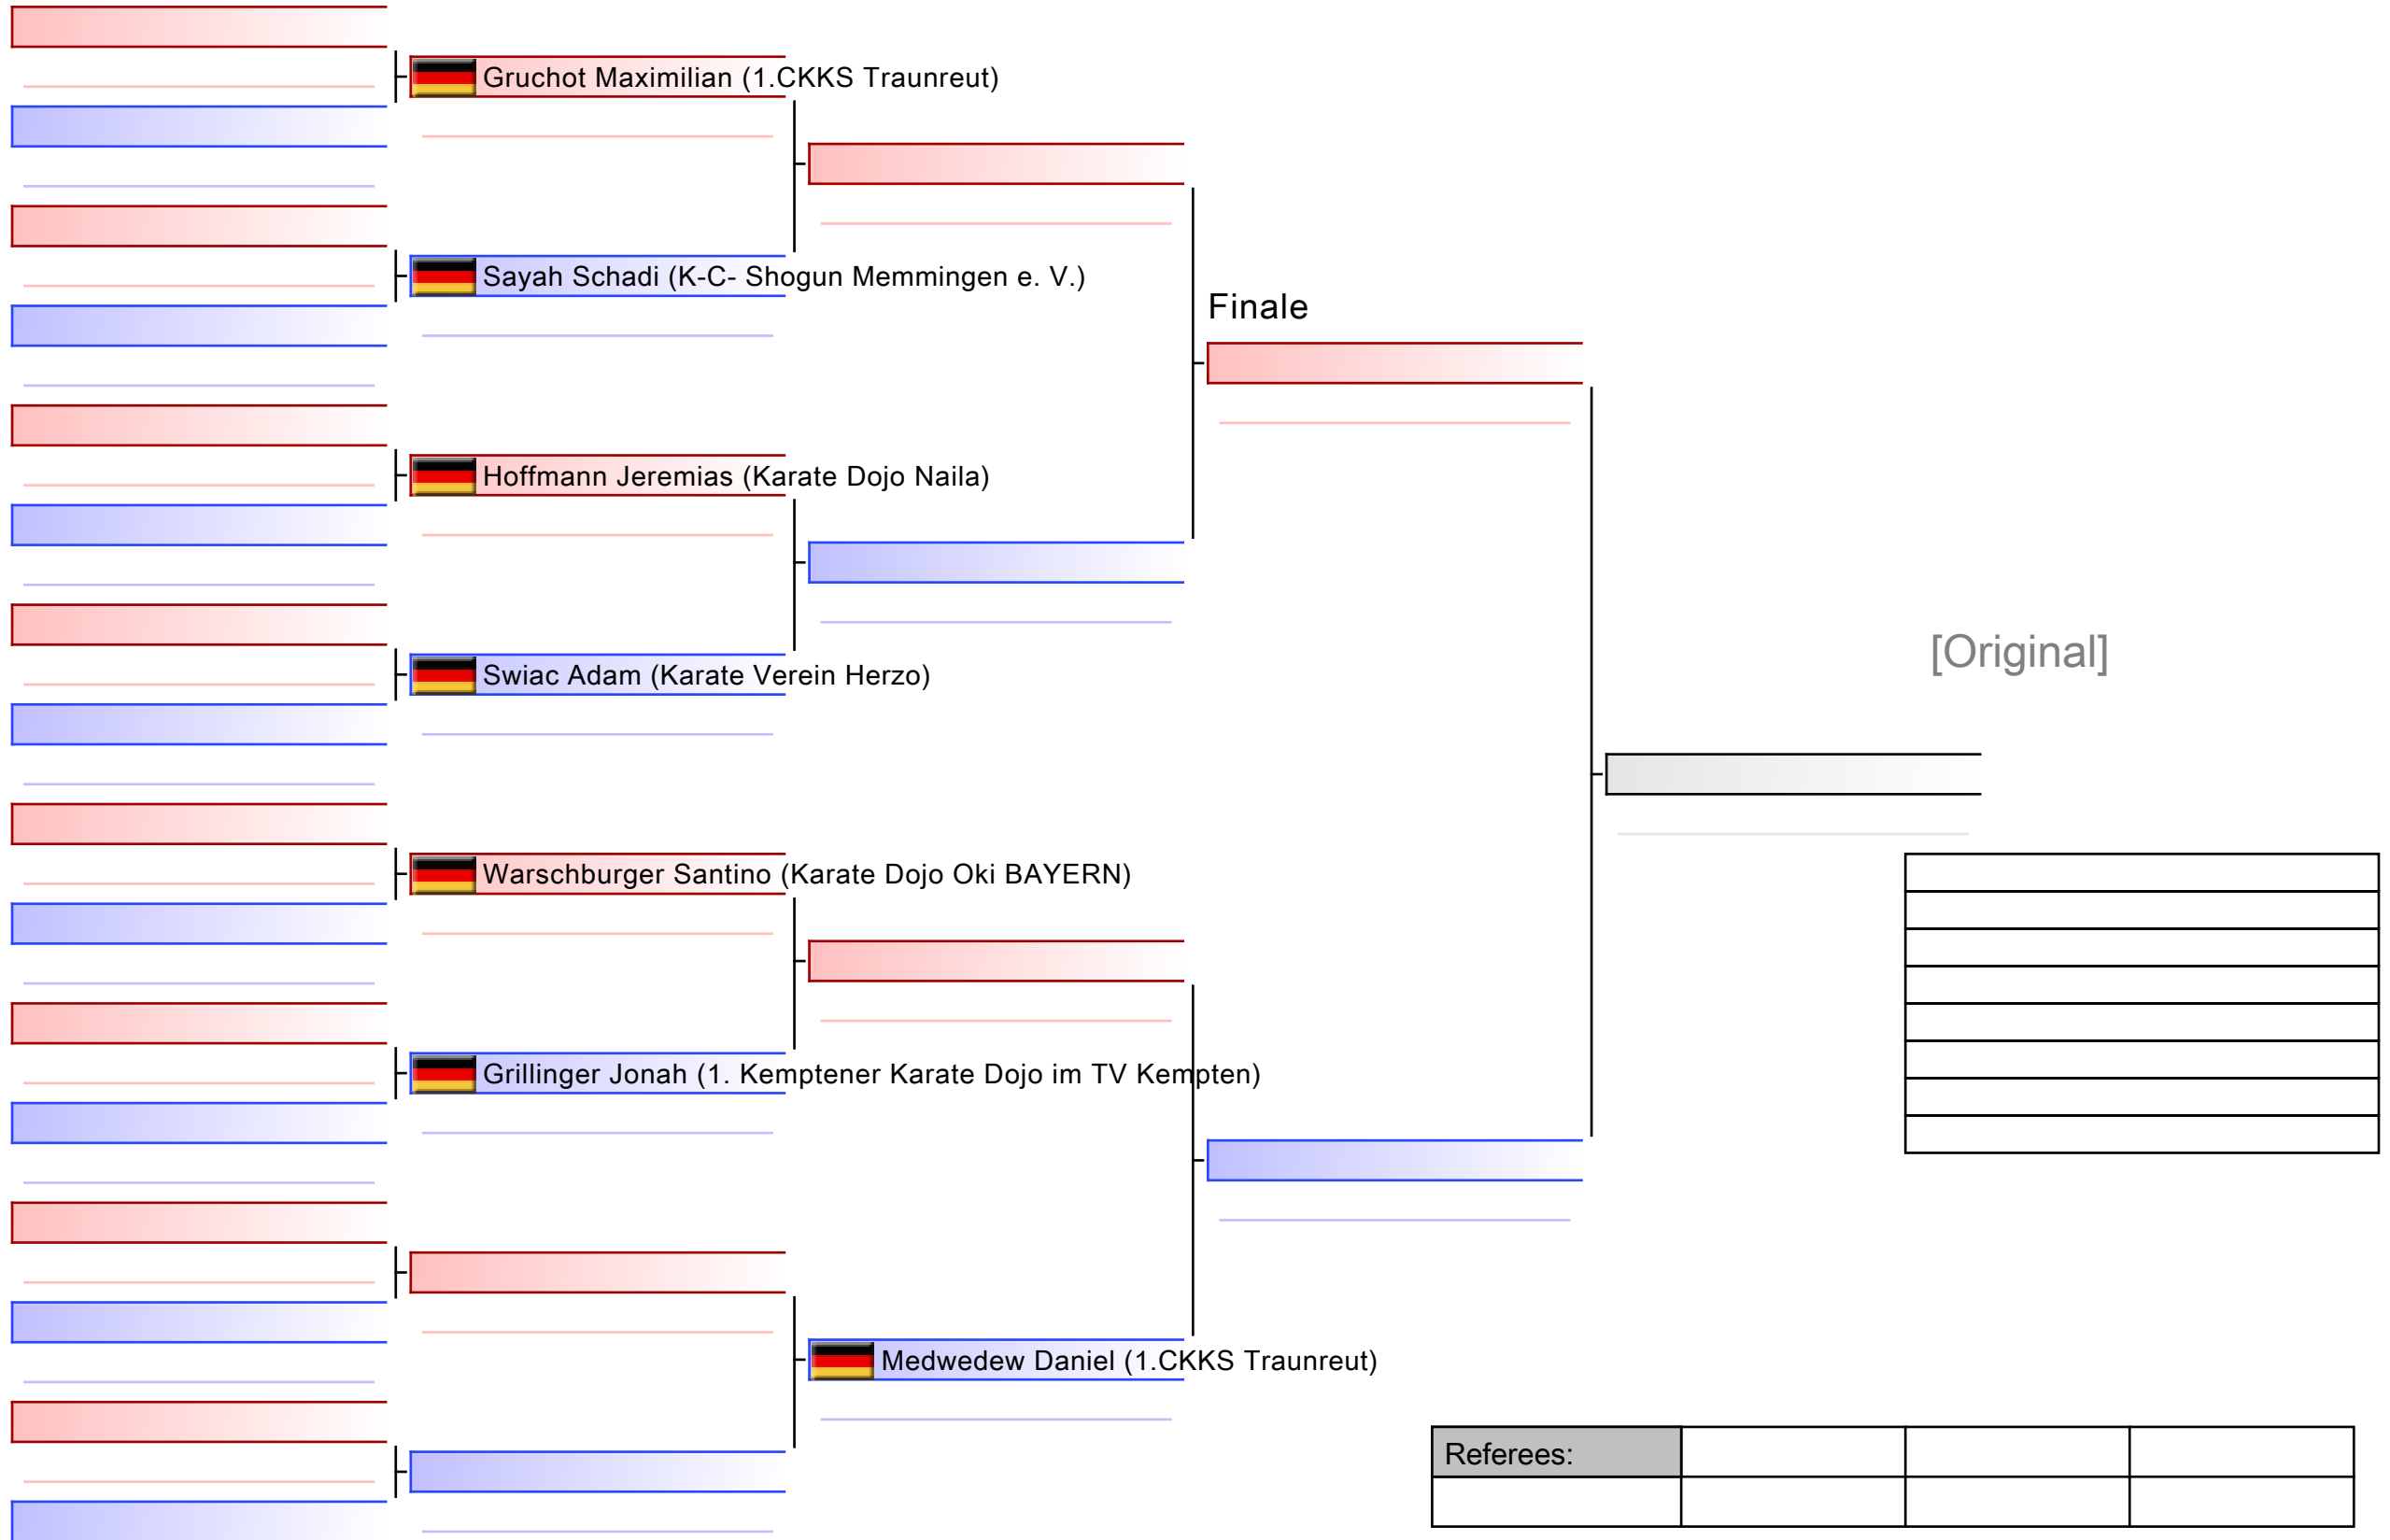 Gruchot Maximilian (1.CKKS Traunreut)
Sayah Schadi (K-C- Shogun Memmingen e. V.)
Finale
Hoffmann Jeremias (Karate Dojo Naila)
[Original]
Swiac Adam (Karate Verein Herzo)
Warschburger Santino (Karate Dojo Oki BAYERN)
Grillinger Jonah (1. Kemptener Karate Dojo im TV Kempten)
Medwedew Daniel (1.CKKS Traunreut)
Referees: